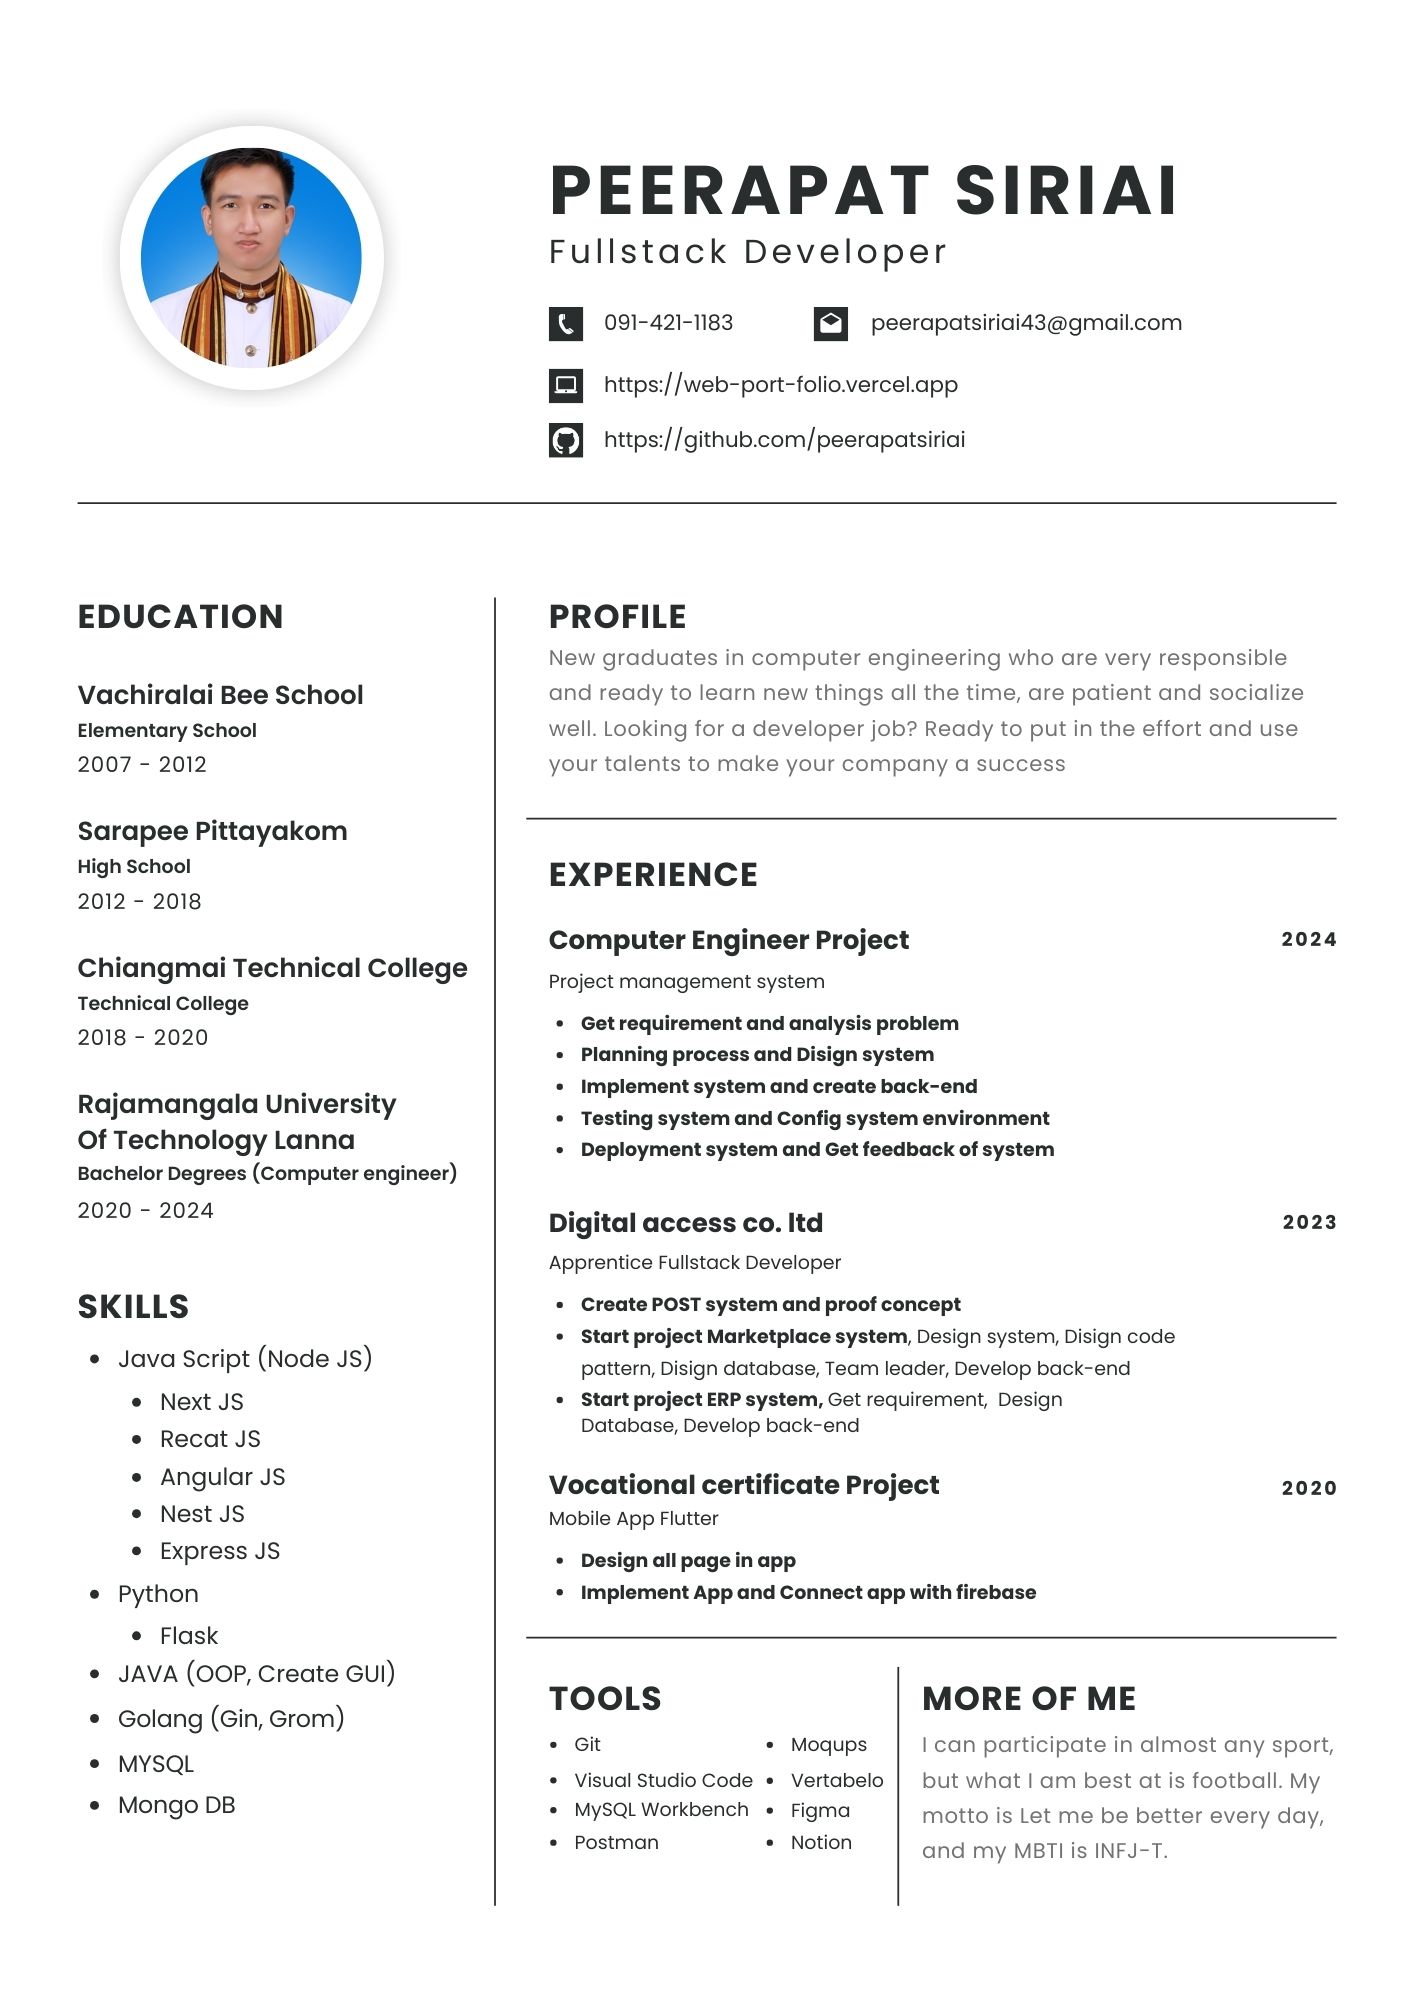 PEERAPAT SIRIAI
Fullstack Developer
091-421-1183
peerapatsiriai43@gmail.com
https://web-port-folio.vercel.app
https://github.com/peerapatsiriai
EDUCATION
Vachiralai Bee School
Elementary School
2007 - 2012
Sarapee Pittayakom
High School
2012 - 2018
Chiangmai Technical College
Technical College
2018 - 2020
Rajamangala University
Of Technology Lanna
Bachelor Degrees (Computer engineer)
2020 - 2024
SKILLS
Java Script (Node JS)
Next JS
Recat JS
Angular JS
Nest JS
Express JS
Python
Flask
JAVA (OOP, Create GUI)
Golang (Gin, Grom)
MYSQL
Mongo DB
PROFILE
New graduates in computer engineering who are very responsible
and ready to learn new things all the time, are patient and socialize
well. Looking for a developer job? Ready to put in the effort and use
your talents to make your company a success
EXPERIENCE
Computer Engineer Project
2024
Project management system
Get requirement and analysis problem
Planning process and Disign system
Implement system and create back-end
Testing system and Config system environment
Deployment system and Get feedback of system
Digital access co. ltd
2023
Apprentice Fullstack Developer
Create POST system and proof concept
Start project Marketplace system, Design system, Disign code
pattern, Disign database, Team leader, Develop back-end
Start project ERP system, Get requirement, Design
Database, Develop back-end
Vocational certificate Project
2020
Mobile App Flutter
Design all page in app
Implement App and Connect app with firebase
TOOLS
Git
Visual Studio Code
MySQL Workbench
Postman
Moqups
Vertabelo
Figma
Notion
MORE OF ME
I can participate in almost any sport,
but what I am best at is football. My
motto is Let me be better every day,
and my MBTI is INFJ-T.